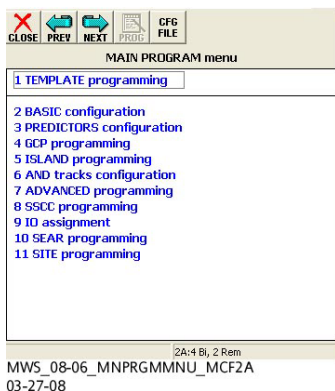 CLOSE PREV NEXT PROG CFG FILE
MAIN PROGRAM menu
1 TEMPLATE programming
2 BASIC configuration
3 PREDICTORS configuration
4 GCP programming
5 ISLAND programming
6 AND tracks configuration
7 ADVANCED programming
8 SSCC programming
9 IO assignment
10 SEAR programming
11 SITE programming
2A:4 Bi, 2 Rem
MWS_08-06_MNPRGMMNU_MCF2A
03-27-08